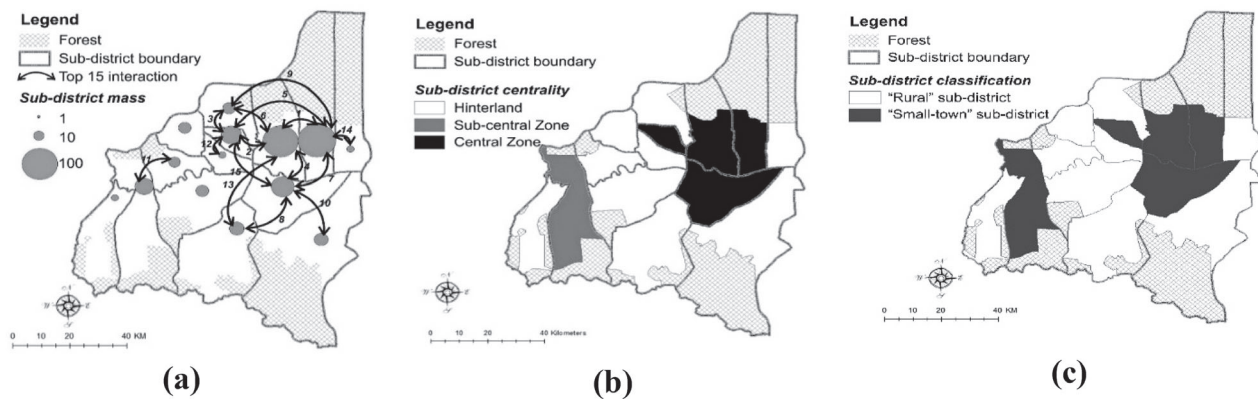 Legend
Forest
Sub-district boundary
Top 15 interaction
Sub-district mass
1
10
100
9
5
3
6
14
12
2
1
11
15
13
7
10
8
N
0 10 20 40 KM
(a)
Legend
Forest
Sub-district boundary
Sub-district centrality
Hinterland
Sub-central Zone
Central Zone
N
0 10 20 40 Kilometers
(b)
Legend
Forest
Sub-district boundary
Sub-district classification
"Rural" sub-district
"Small-town" sub-district
N
0 10 20 40 KM
(c)